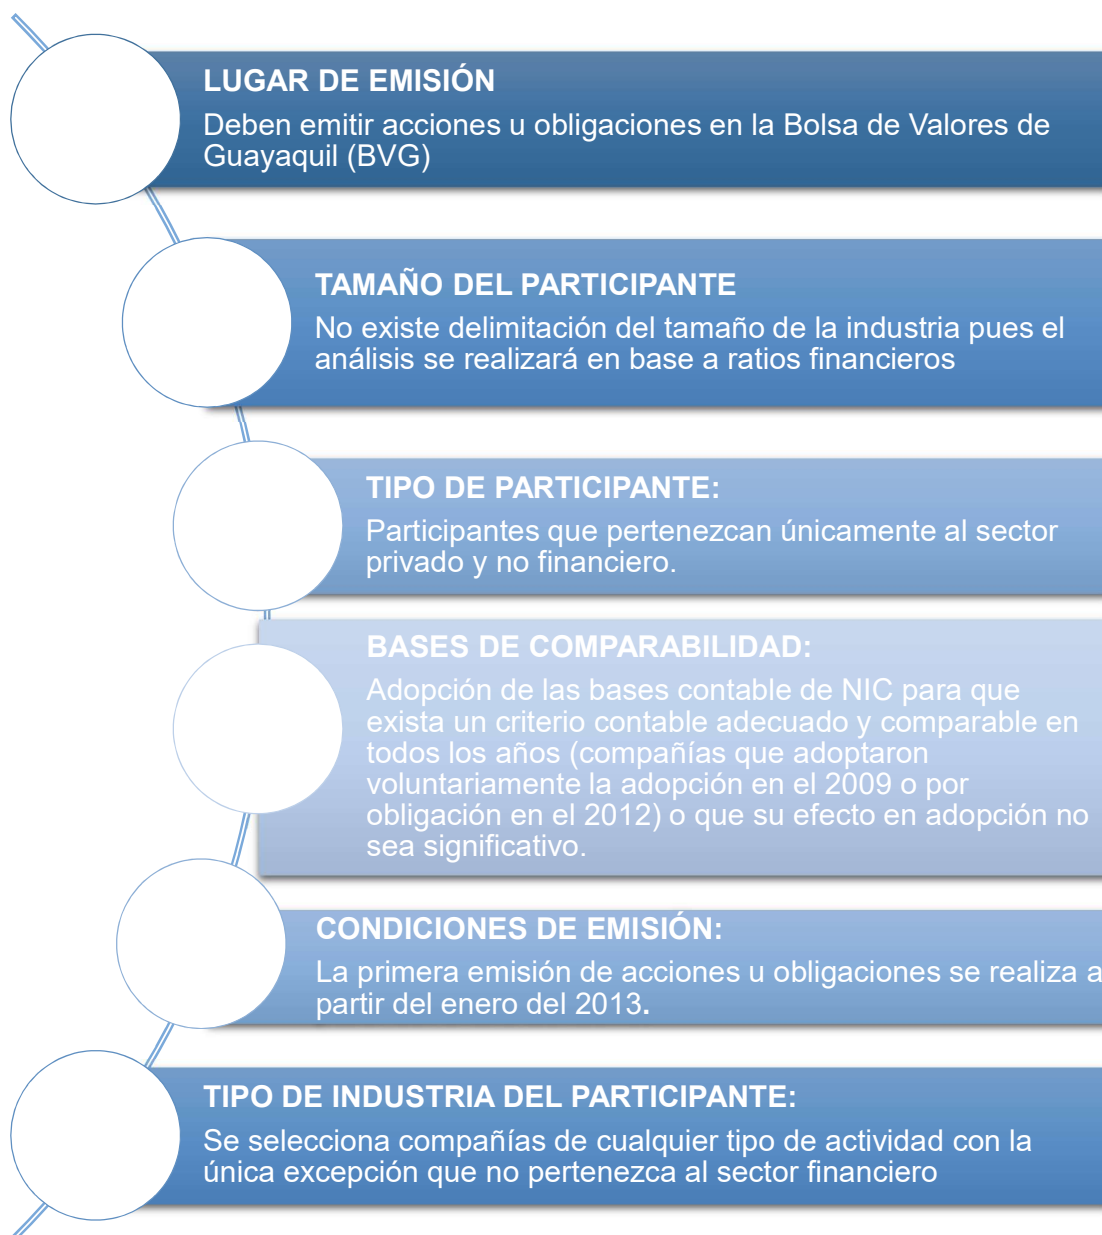 LUGAR DE EMISIÓN
Deben emitir acciones u obligaciones en la Bolsa de Valores de
Guayaquil (BVG)
TAMAÑO DEL PARTICIPANTE
No existe delimitación del tamaño de la industria pues el
análisis se realizará en base a ratios financieros
TIPO DE PARTICIPANTE:
Participantes que pertenezcan únicamente al sector
privado y no financiero.
BASES DE COMPARABILIDAD:
Adopción de las bases contable de NIC para que
exista un criterio contable adecuado y comparable en
todos los años (compañías que adoptaron
voluntariamente la adopción en el 2009 o por
obligación en el 2012) o que su efecto en adopción no
sea significativo.
CONDICIONES DE EMISIÓN:
La primera emisión de acciones u obligaciones se realiza a
partir del enero del 2013.
TIPO DE INDUSTRIA DEL PARTICIPANTE:
Se selecciona compañías de cualquier tipo de actividad con la
única excepción que no pertenezca al sector financiero